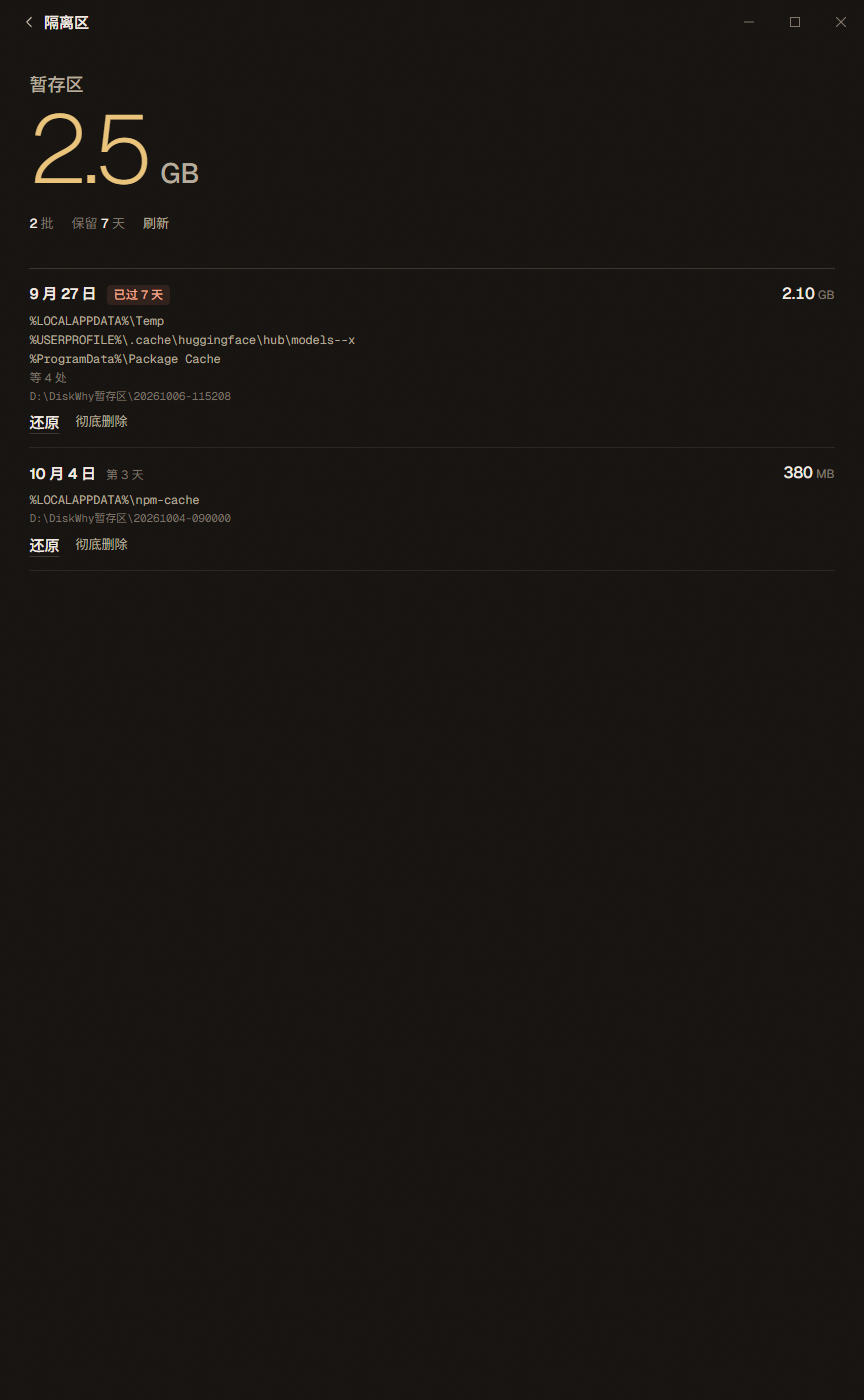 隔离区
暂存区
2.5 GB
2 批 保留 7 天 刷新
9 月 27 日 已过 7 天 2.10 GB
%LOCALAPPDATA%\Temp
%USERPROFILE%\.cache\huggingface\hub\models--x
%ProgramData%\Package Cache
等 4 处
D:\DiskWhy暂存区\20261006-115208
还原 彻底删除
10 月 4 日 第 3 天 380 MB
%LOCALAPPDATA%\npm-cache
D:\DiskWhy暂存区\20261004-090000
还原 彻底删除